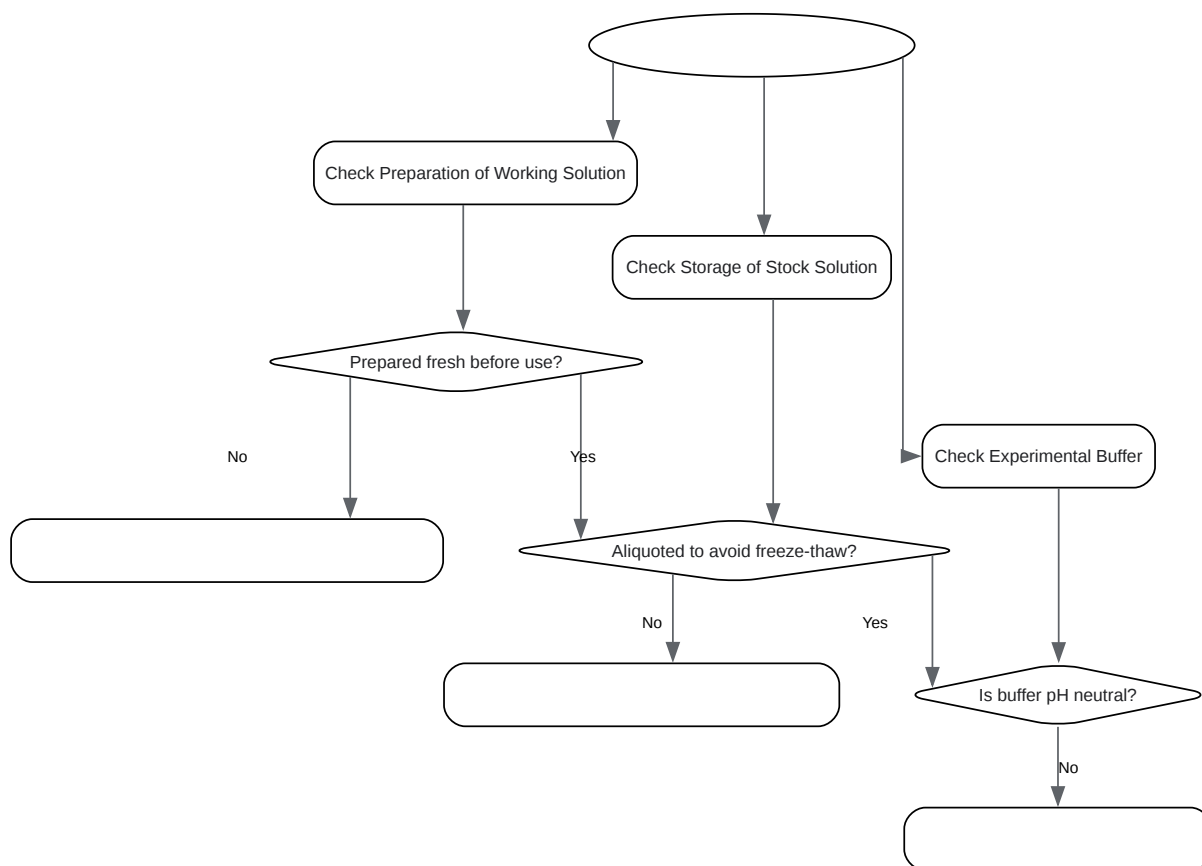 Check Preparation of Working Solution
Check Storage of Stock Solution
Prepared fresh before use?
No
Yes
Check Experimental Buffer
Aliquoted to avoid freeze-thaw?
No
Yes
Is buffer pH neutral?
No